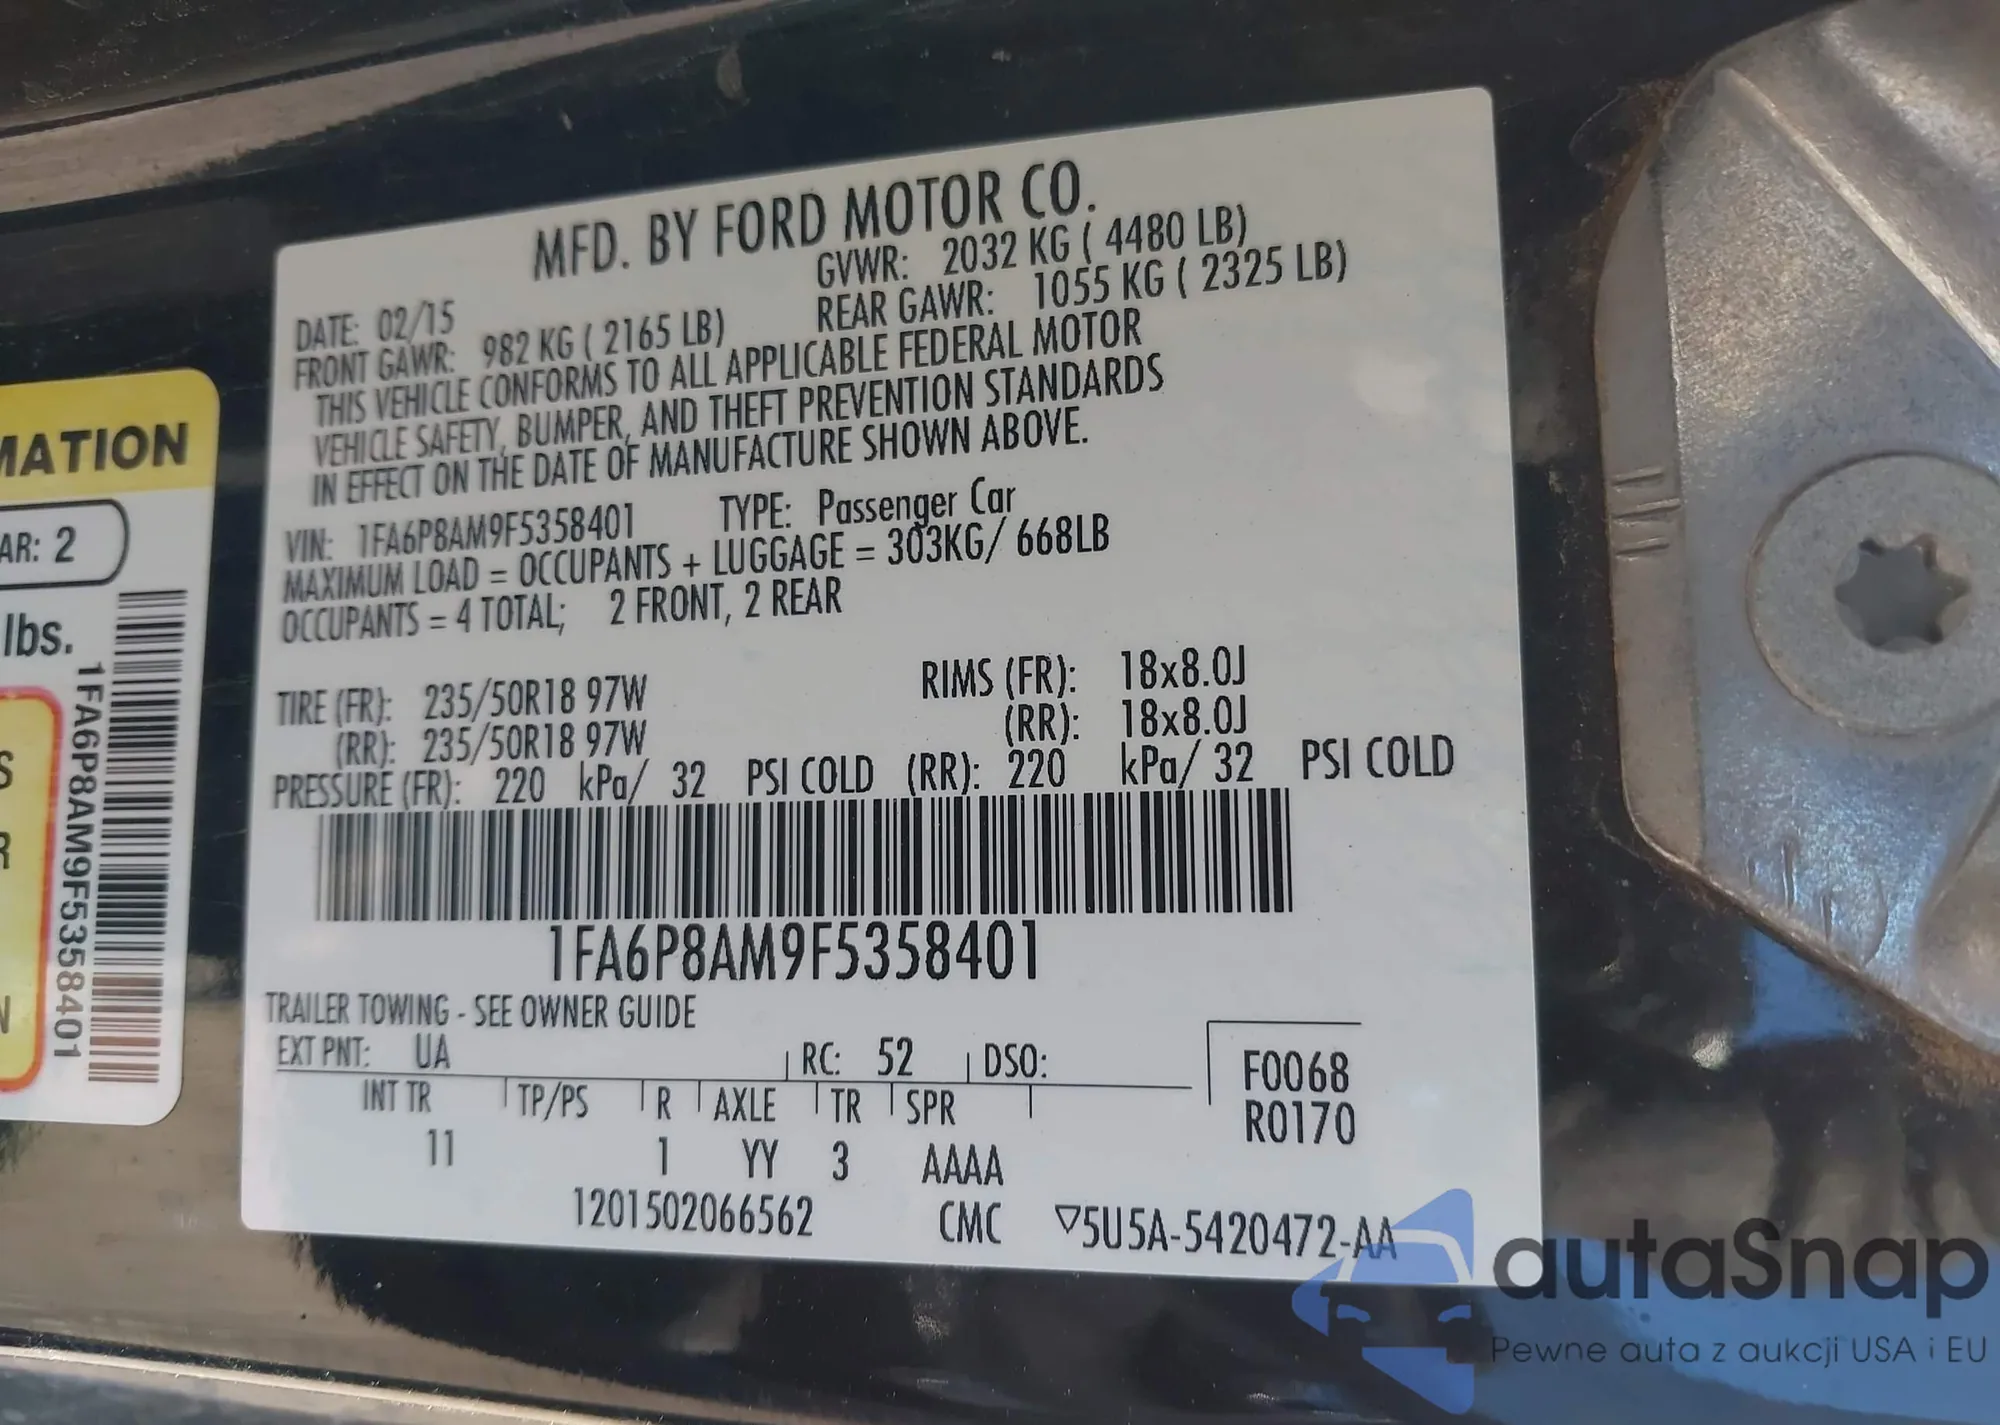 MFD. BY FORD MOTOR CO.
DATE: 02/15 GVWR: 2032 KG ( 4480 LB)
FRONT GAWR: 982 KG ( 2165 LB) REAR GAWR: 1055 KG ( 2325 LB)
THIS VEHICLE CONFORMS TO ALL APPLICABLE FEDERAL MOTOR
VEHICLE SAFETY, BUMPER, AND THEFT PREVENTION STANDARDS
IN EFFECT ON THE DATE OF MANUFACTURE SHOWN ABOVE.
VIN: 1FA6P8AM9F5358401 TYPE: Passenger Car
MAXIMUM LOAD = OCCUPANTS + LUGGAGE = 303KG/ 668LB
OCCUPANTS = 4 TOTAL; 2 FRONT, 2 REAR
TIRE (FR): 235/50R18 97W RIMS (FR): 18x8.0J
(RR): 235/50R18 97W (RR): 18x8.0J
PRESSURE (FR): 220 kPa/ 32 PSI COLD (RR): 220 kPa/ 32 PSI COLD
1FA6P8AM9F5358401
TRAILER TOWING - SEE OWNER GUIDE
EXT PNT: UA RC: 52 DSO:
F0068
R0170
INT TR TP/PS R AXLE TR SPR
11 1 YY 3 AAAA
1201502066562 CMC ▽5U5A-5420472-AA
MATION
AR: 2
lbs.
1FA6P8AM9F5358401
S
R
N
autaSnap
Pewne auta z aukcji USA i EU